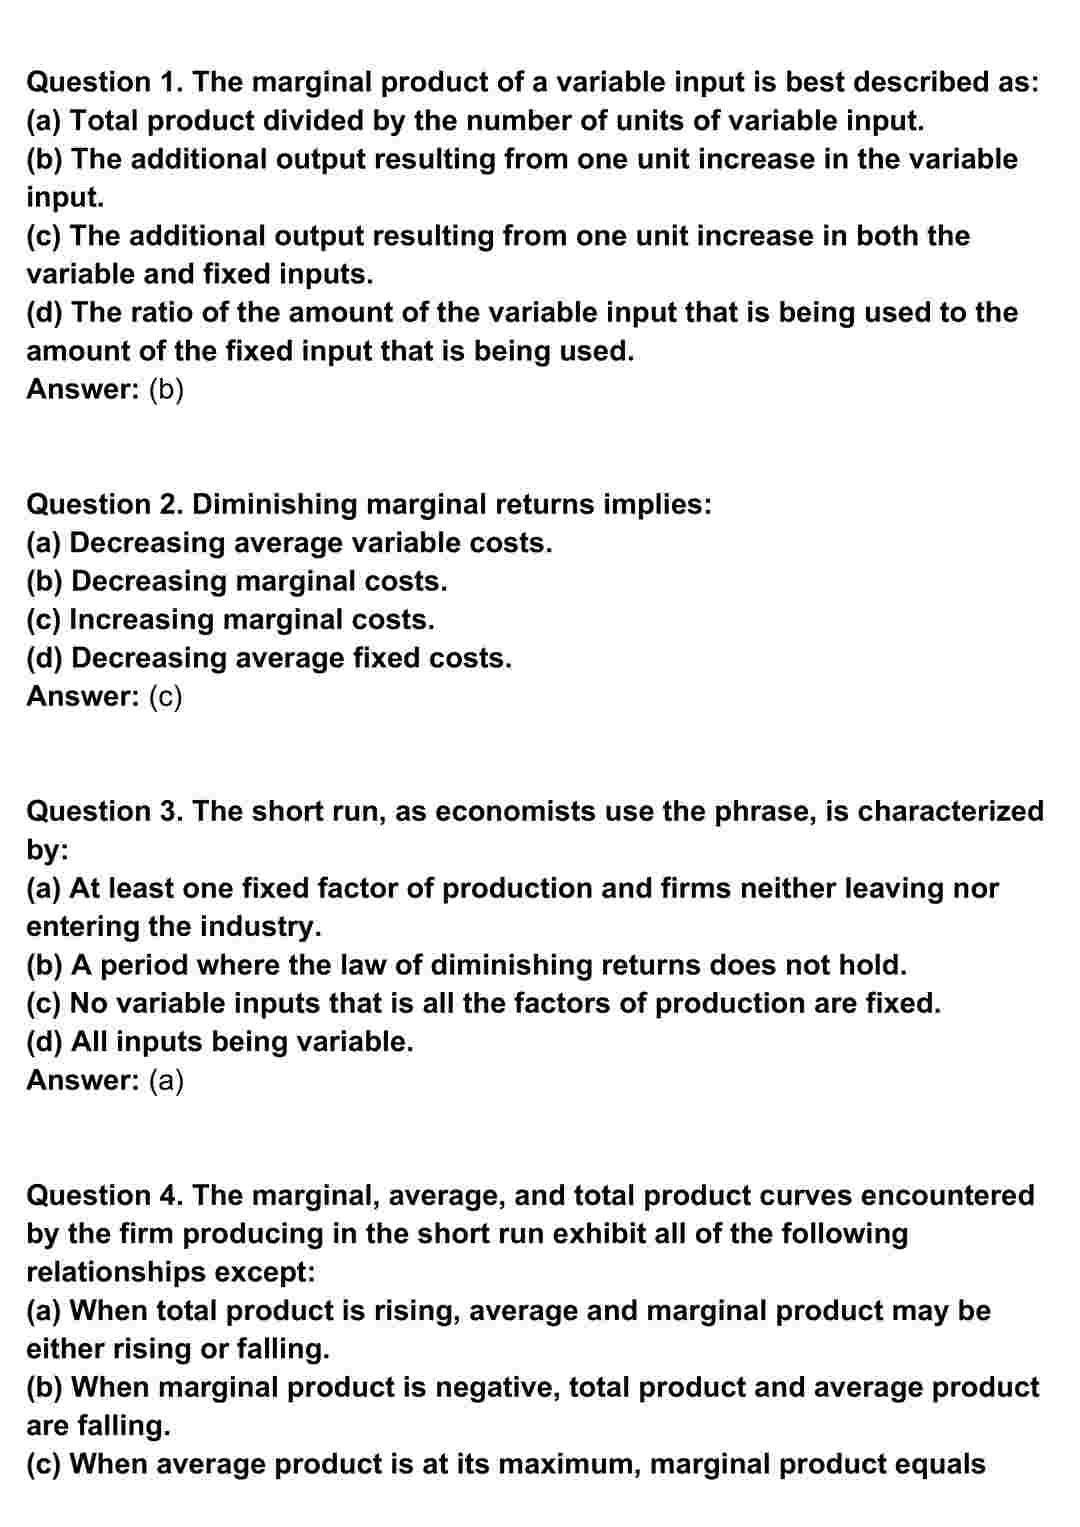 Question 1. The marginal product of a variable input is best described as:
(a) Total product divided by the number of units of variable input.
(b) The additional output resulting from one unit increase in the variable
input.
(c) The additional output resulting from one unit increase in both the
variable and fixed inputs.
(d) The ratio of the amount of the variable input that is being used to the
amount of the fixed input that is being used.
Answer: (b)
Question 2. Diminishing marginal returns implies:
(a) Decreasing average variable costs.
(b) Decreasing marginal costs.
(c) Increasing marginal costs.
(d) Decreasing average fixed costs.
Answer: (c)
Question 3. The short run, as economists use the phrase, is characterized
by:
(a) At least one fixed factor of production and firms neither leaving nor
entering the industry.
(b) A period where the law of diminishing returns does not hold.
(c) No variable inputs that is all the factors of production are fixed.
(d) All inputs being variable.
Answer: (a)
Question 4. The marginal, average, and total product curves encountered
by the firm producing in the short run exhibit all of the following
relationships except:
(a) When total product is rising, average and marginal product may be
either rising or falling.
(b) When marginal product is negative, total product and average product
are falling.
(c) When average product is at its maximum, marginal product equals